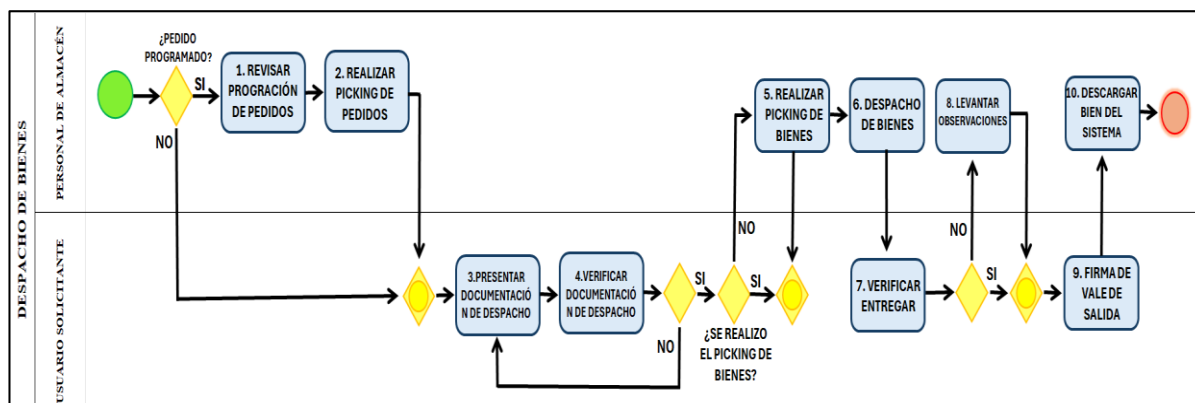 DESPACHO DE BIENES
PERSONAL DE ALMACÉN
¿PEDIDO
PROGRAMADO?
SI
NO
1. REVISAR
PROGRACIÓN
DE PEDIDOS
2. REALIZAR
PICKING DE
PEDIDOS
5. REALIZAR
PICKING DE
BIENES
6. DESPACHO
DE BIENES
8. LEVANTAR
OBSERVACIONES
10. DESCARGAR
BIEN DEL
SISTEMA
USUARIO SOLICITANTE
3.PRESENTAR
DOCUMENTACIÓ
N DE DESPACHO
4.VERIFICAR
DOCUMENTACIÓ
N DE DESPACHO
SI
NO
NO
SI
¿SE REALIZO
EL PICKING DE
BIENES?
7. VERIFICAR
ENTREGAR
NO
SI
9. FIRMA DE
VALE DE
SALIDA